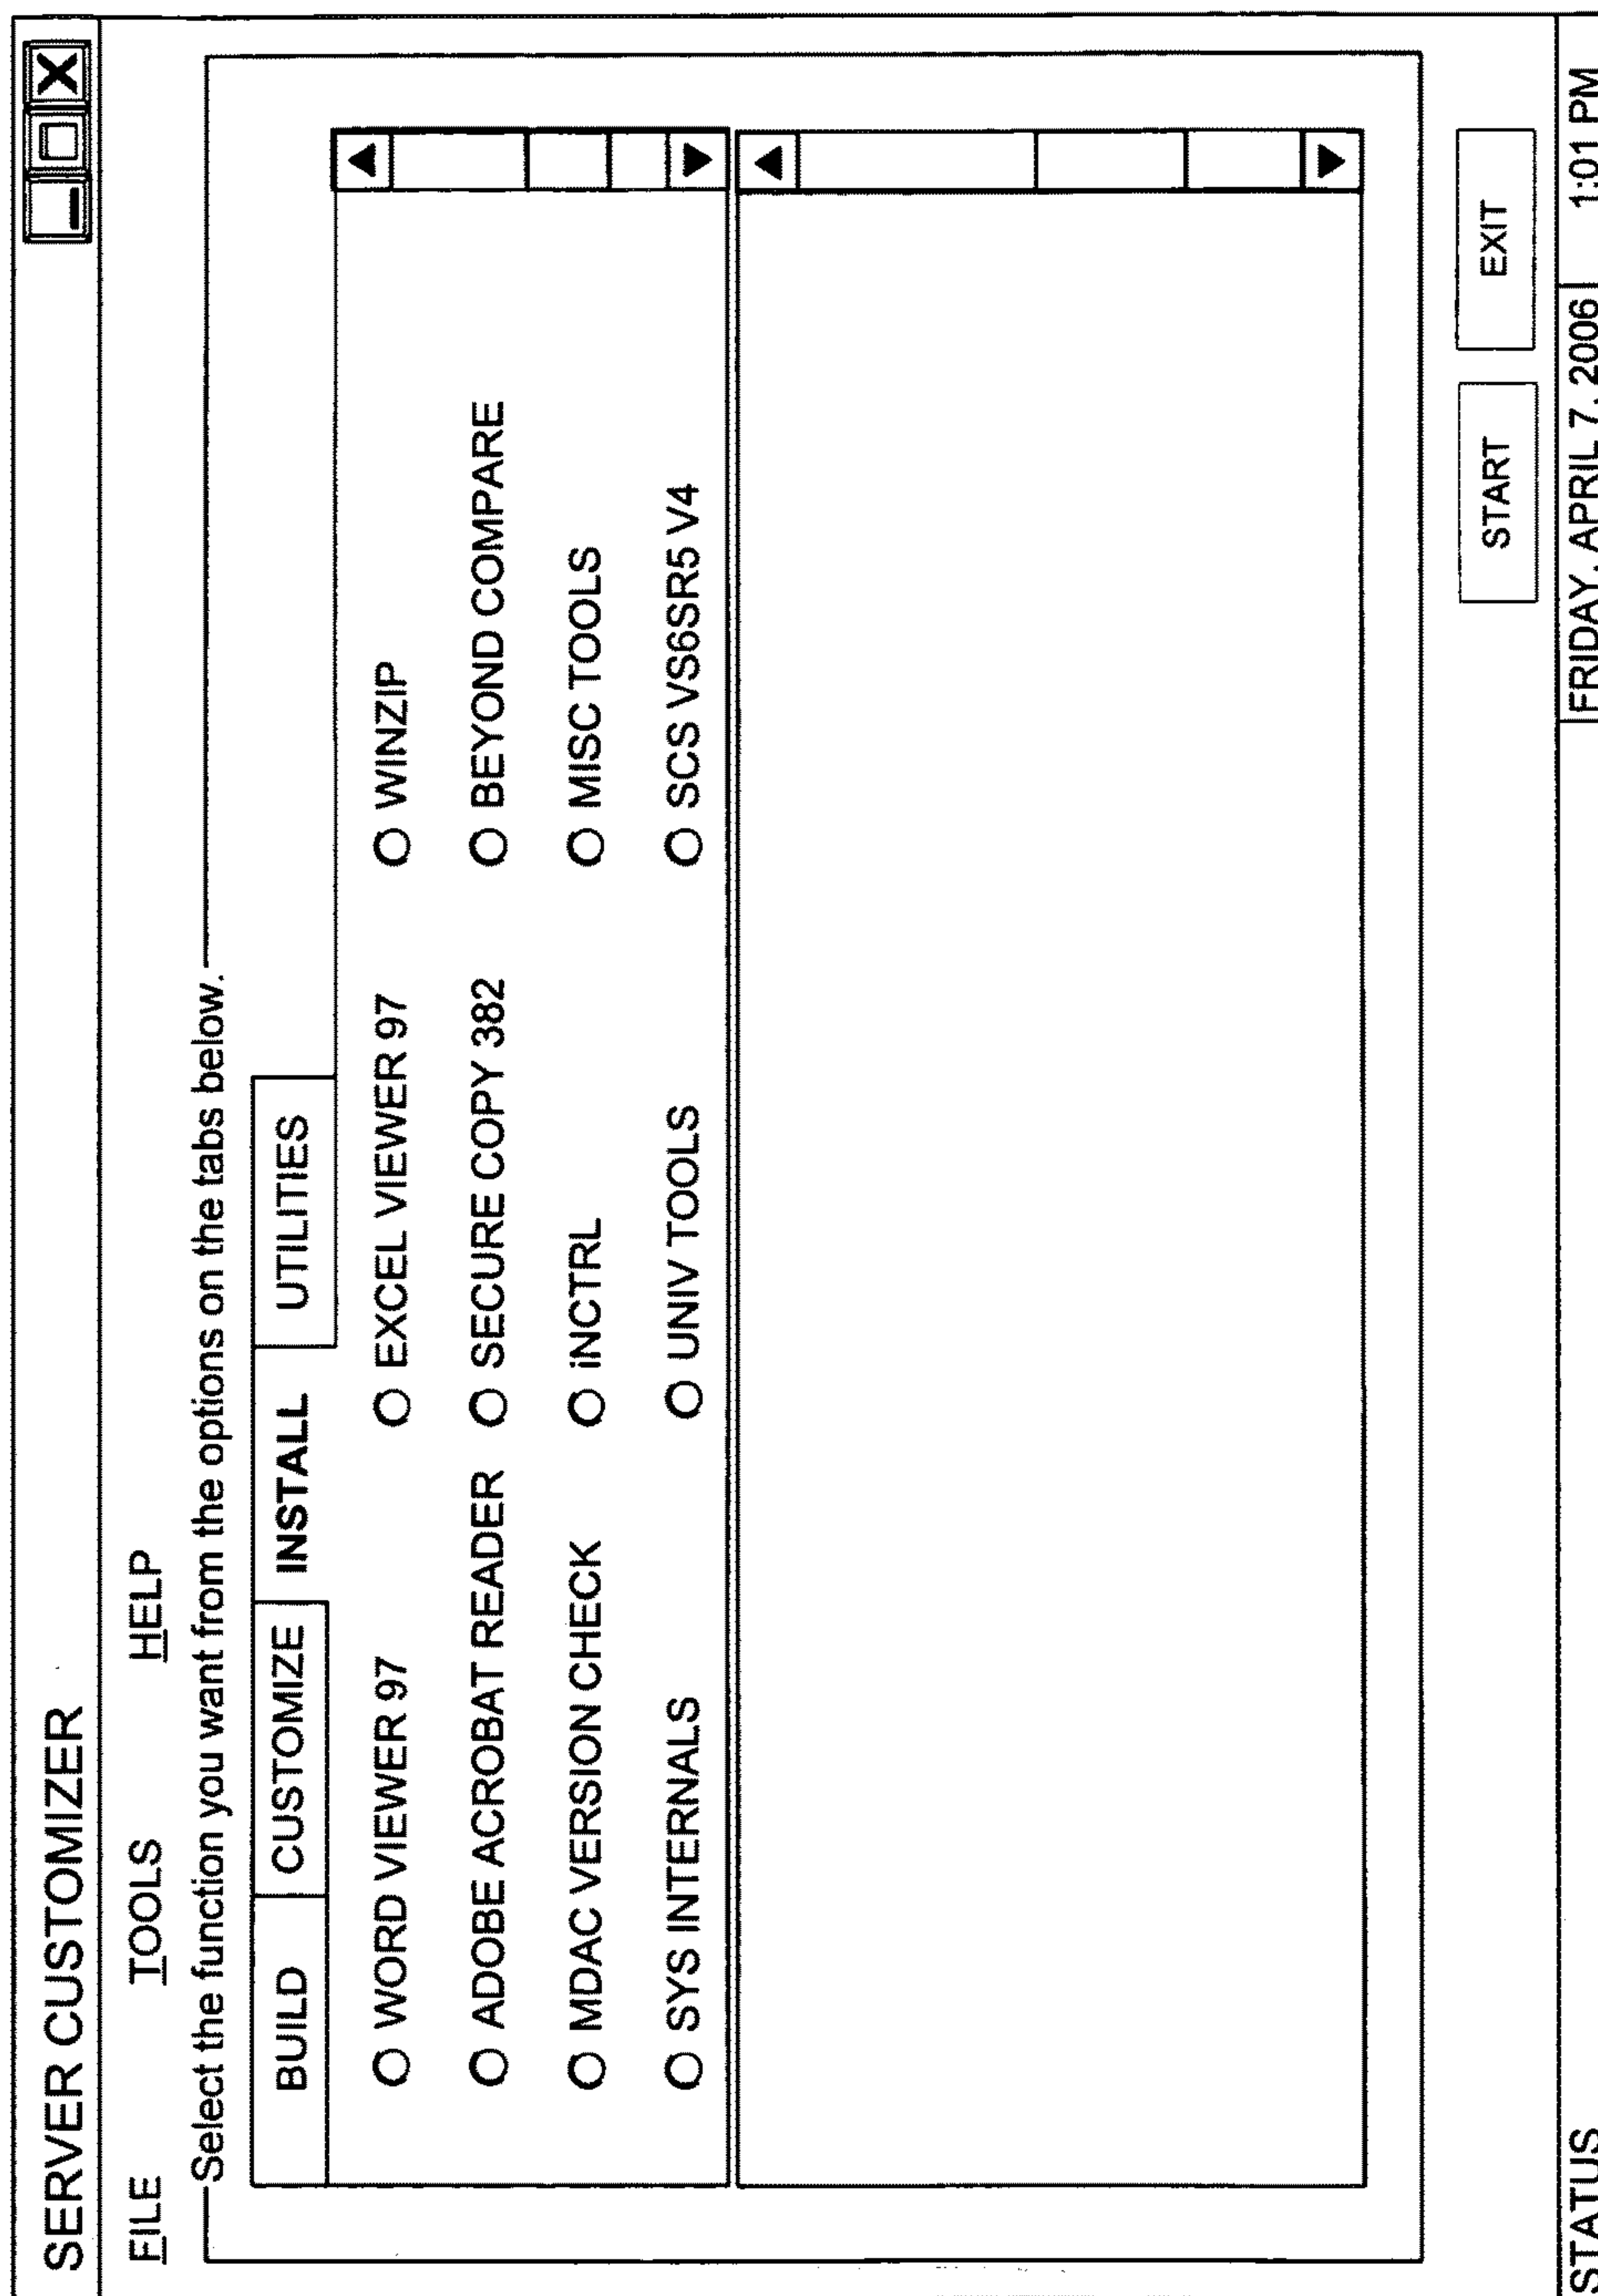 SERVER CUSTOMIZER
FILE TOOLS HELP
Select the function you want from the options on the tabs below.
BUILD CUSTOMIZE INSTALL UTILITIES
WORD VIEWER 97 EXCEL VIEWER 97 WINZIP
ADOBE ACROBAT READER SECURE COPY 382 BEYOND COMPARE
MDAC VERSION CHECK iNCTRL MISC TOOLS
SYS INTERNALS UNIV TOOLS SCS VS6SR5 V4
START EXIT
STATUS FRIDAY, APRIL 7, 2006 1:01 PM